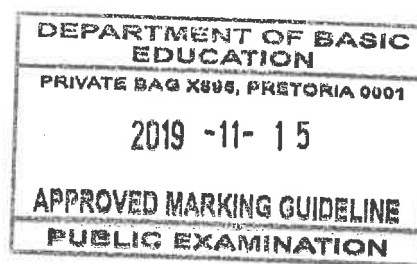 DEPARTMENT OF BASIC
EDUCATION
PRIVATE BAG X895, PRETORIA 0001
2019 -11- 15
APPROVED MARKING GUIDELINE
PUBLIC EXAMINATION